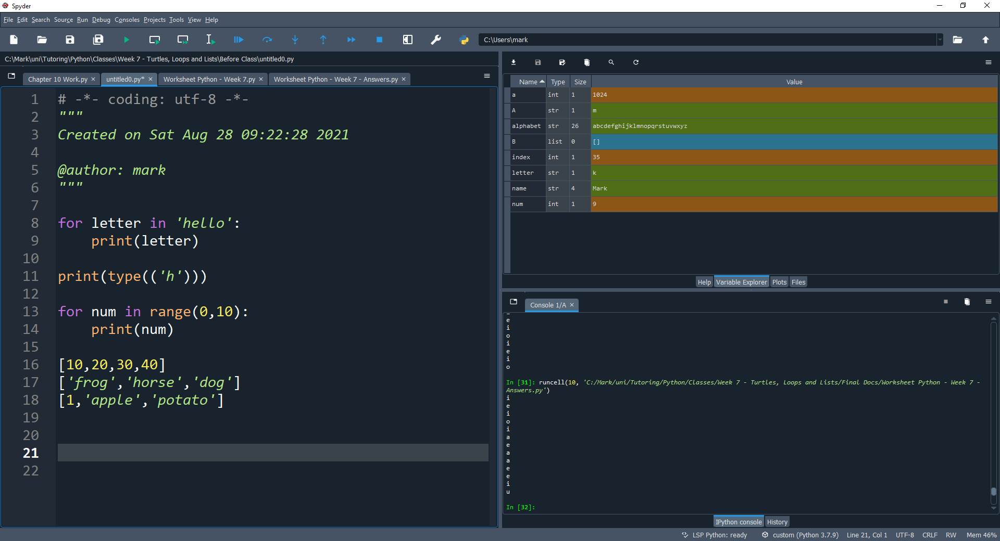 Spyder
File Edit Search Source Run Debug Consoles Projects Tools View Help
C:\Users\mark
C:\Mark\uni\Tutoring\Python\Classes\Week 7 - Turtles, Loops and Lists\Before Class\untitled0.py
Chapter 10 Work.py untitled0.py* Worksheet Python - Week 7.py Worksheet Python - Week 7 - Answers.py
1 # -*- coding: utf-8 -*-
2 """
3 Created on Sat Aug 28 09:22:28 2021
4
5 @author: mark
6 """
7
8 for letter in 'hello':
9     print(letter)
10
11 print(type(('h')))
12
13 for num in range(0,10):
14     print(num)
15
16 [10,20,30,40]
17 ['frog','horse','dog']
18 [1,'apple','potato']
19
20
21
22
Name Type Size Value
a int 1 1024
A str 1 m
alphabet str 26 abcdefghijklmnopqrstuvwxyz
B list 0 []
index int 1 35
letter str 1 k
name str 4 Mark
num int 1 9
Help Variable Explorer Plots Files
Console 1/A
e
i
o
i
e
i
o
In [31]: runcell(10, 'C:/Mark/uni/Tutoring/Python/Classes/Week 7 - Turtles, Loops and Lists/Final Docs/Worksheet Python - Week 7 -
Answers.py')
i
e
i
o
i
a
e
a
a
e
e
i
u
In [32]:
IPython console History
LSP Python: ready custom (Python 3.7.9) Line 21, Col 1 UTF-8 CRLF RW Mem 46%